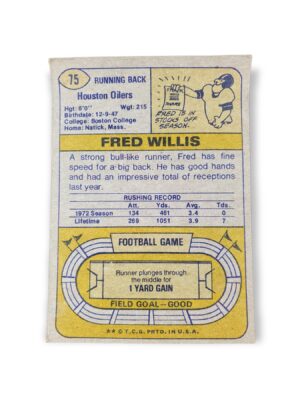 75 RUNNING BACK
Houston Oilers
Hgt: 6'0" Wgt: 215
Birthdate: 12-9-47
College: Boston College
Home: Natick, Mass.
FRED IS IN
STOCKS OFF
SEASON.
FRED WILLIS
A strong bull-like runner, Fred has fine
speed for a big back. He has good hands
and had an impressive total of receptions
last year.
RUSHING RECORD
Att. Yds. Avg. Tds.
1972 Season 134 461 3.4 0
Lifetime 269 1051 3.9 7
FOOTBALL GAME
Runner plunges through
the middle for
1 YARD GAIN
FIELD GOAL—GOOD
** © T.C.G. PRTD. IN U.S.A.